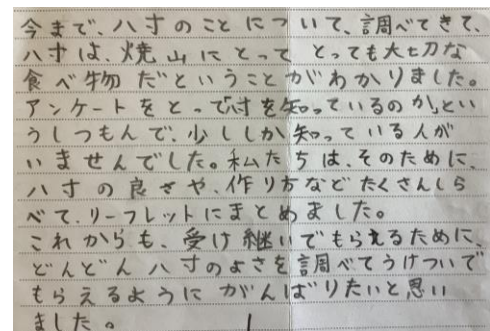 今まで、八寸のことについて、調べてきて、
八寸は、焼山にとって とっても大切な
食べ物だということがわかりました。
アンケートをとって寸を知っているのか、とい
うしつもんで、少ししか知っている人が
いませんでした。私たちは、そのために、
八寸の良さや、作り方などたくさんしら
べて、リーフレットにまとめました。
これからも、受け継いでもらえるために、
どんどん八寸のよさを調べてうけついで
もらえるように がんばりたいと思い
ました。